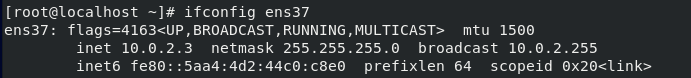 [root@localhost ~]# ifconfig ens37
ens37: flags=4163<UP,BROADCAST,RUNNING,MULTICAST>  mtu 1500
        inet 10.0.2.3  netmask 255.255.255.0  broadcast 10.0.2.255
        inet6 fe80::5aa4:4d2:44c0:c8e0  prefixlen 64  scopeid 0x20<link>